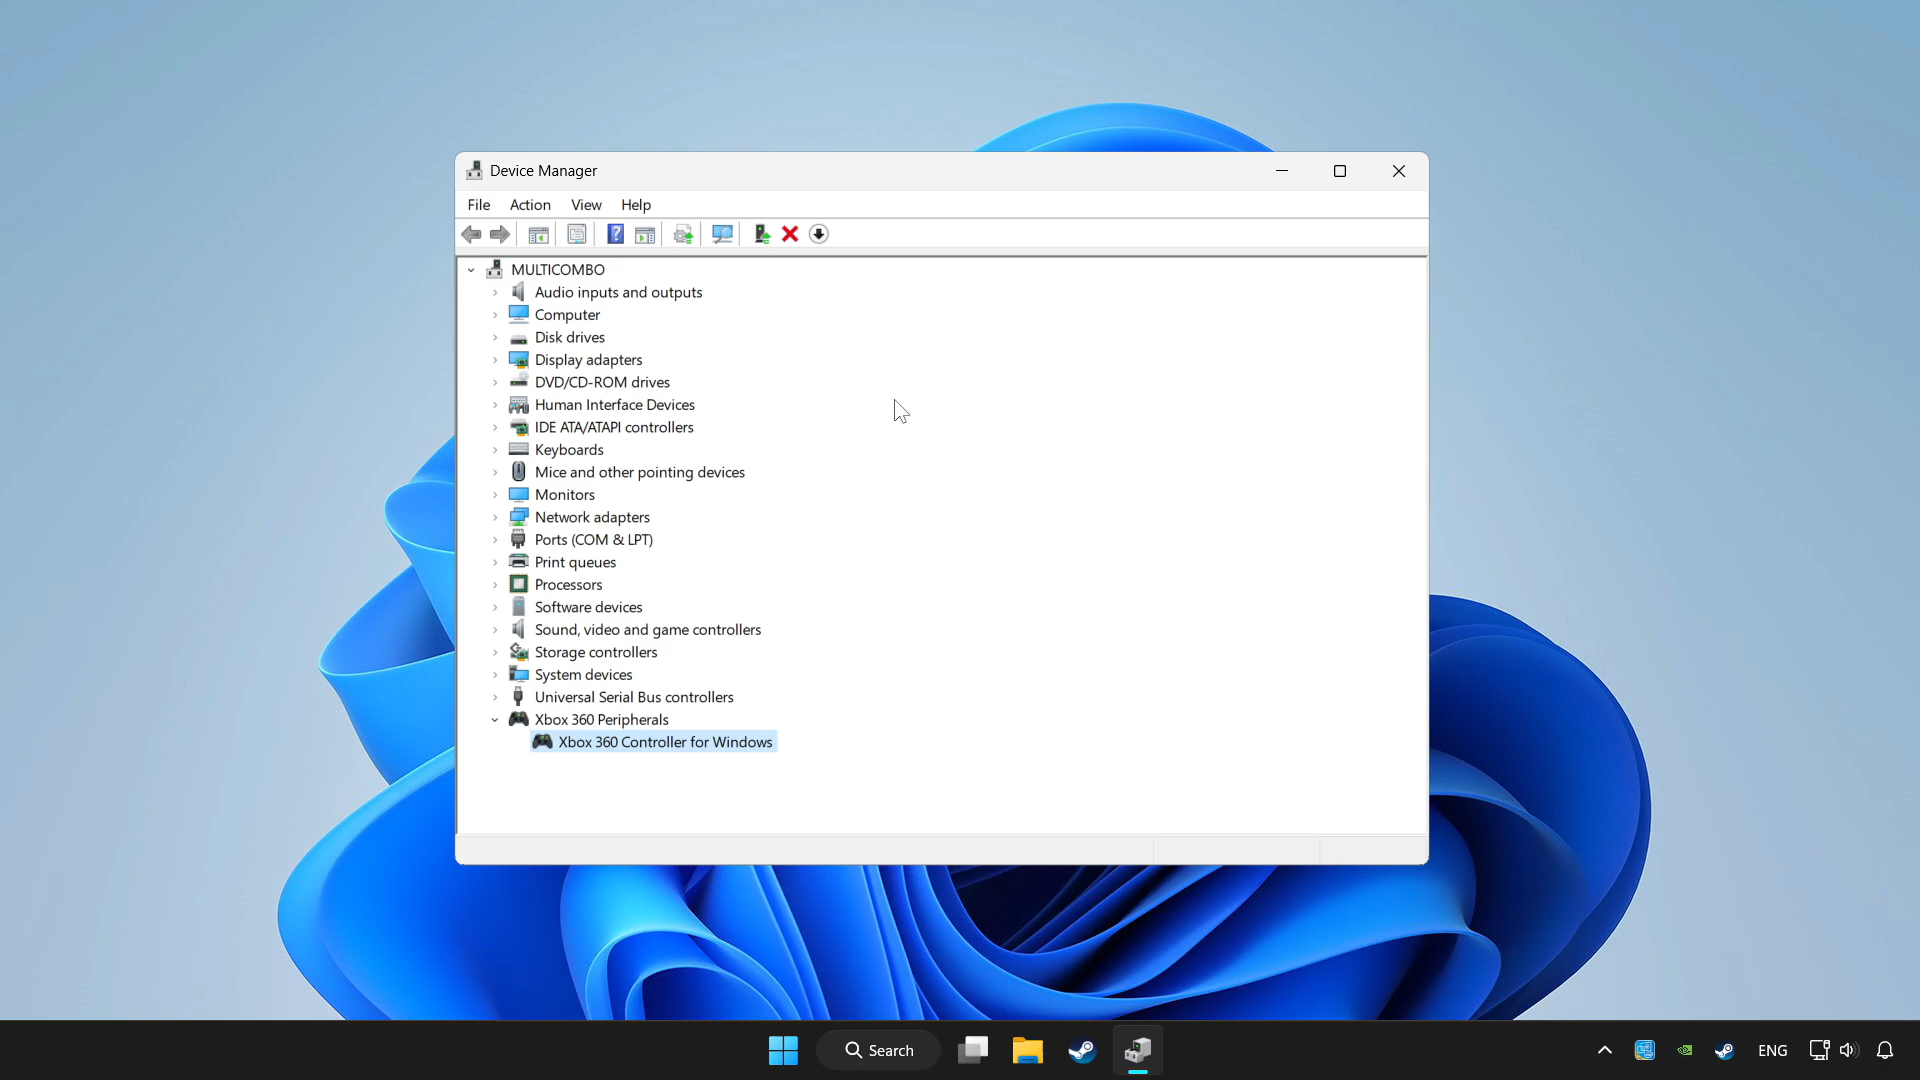 Device Manager
File Action View Help
MULTICOMBO
Audio inputs and outputs
Computer
Disk drives
Display adapters
DVD/CD-ROM drives
Human Interface Devices
IDE ATA/ATAPI controllers
Keyboards
Mice and other pointing devices
Monitors
Network adapters
Ports (COM & LPT)
Print queues
Processors
Software devices
Sound, video and game controllers
Storage controllers
System devices
Universal Serial Bus controllers
Xbox 360 Peripherals
Xbox 360 Controller for Windows
Search
ENG